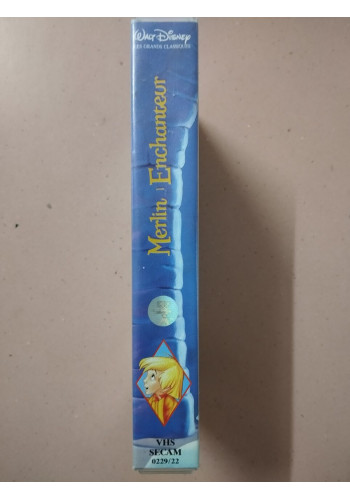 WALT DISNEY
LES GRANDS CLASSIQUES
Merlin l'Enchanteur
VHS
SECAM
0229/22